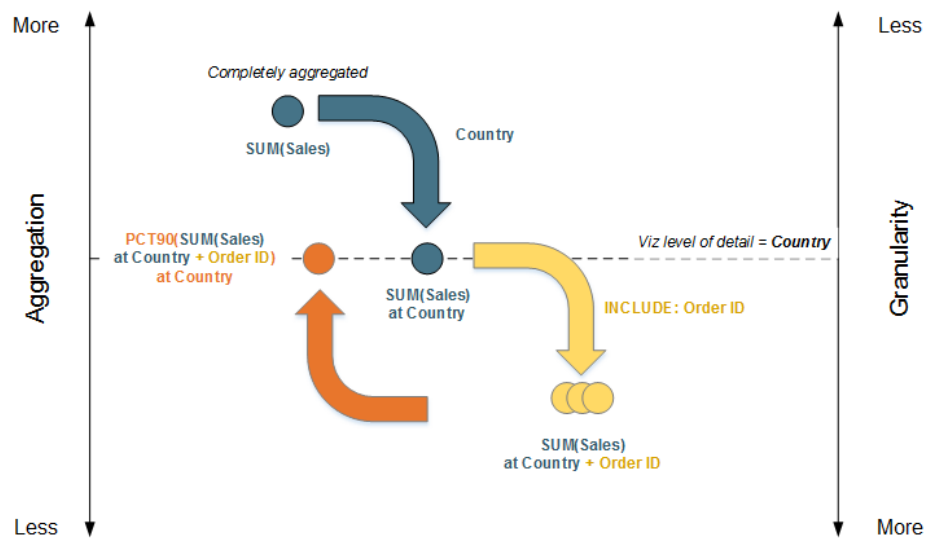 More
Less
Completely aggregated
SUM(Sales)
Country
Aggregation
Granularity
PCT90(SUM(Sales)
at Country + Order ID)
at Country
Viz level of detail = Country
SUM(Sales)
at Country
INCLUDE: Order ID
SUM(Sales)
at Country + Order ID
Less
More